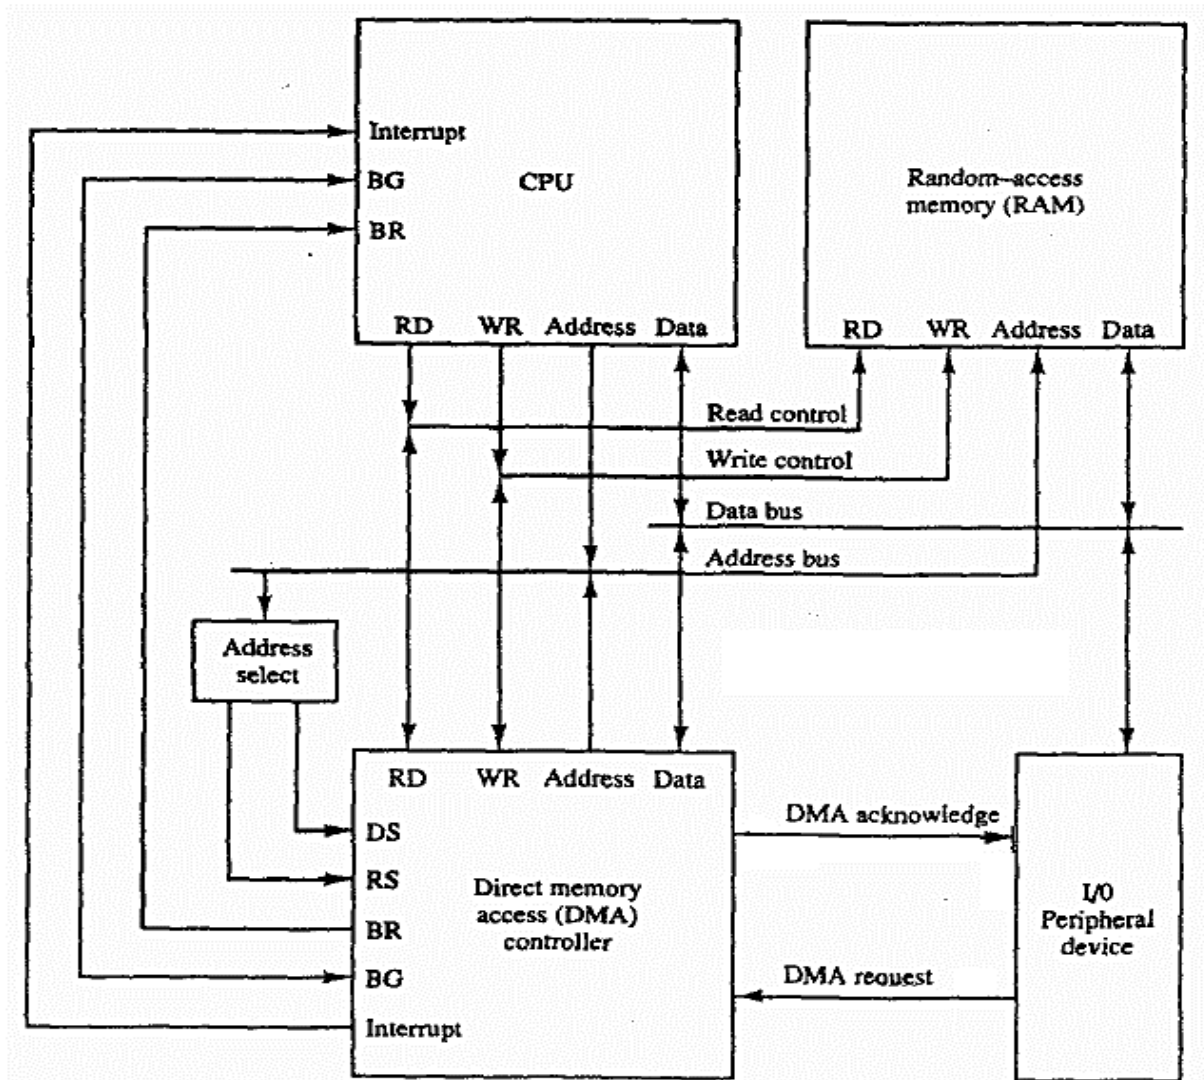 Interrupt
BG
BR
CPU
RD WR Address Data
Random-access
memory (RAM)
RD WR Address Data
Read control
Write control
Data bus
Address bus
Address
select
RD WR Address Data
DS
RS
BR
BG
Interrupt
Direct memory
access (DMA)
controller
DMA acknowledge
DMA request
I/0
Peripheral
device